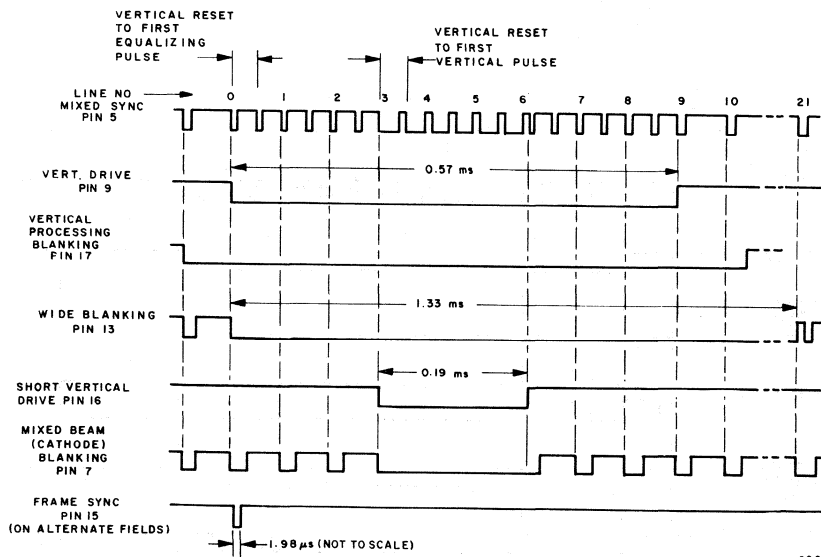 VERTICAL RESET
TO FIRST
EQUALIZING
PULSE
VERTICAL RESET
TO FIRST
VERTICAL PULSE
LINE NO
0 1 2 3 4 5 6 7 8 9 10 21
MIXED SYNC
PIN 5
0.57 ms
VERT. DRIVE
PIN 9
VERTICAL
PROCESSING
BLANKING
PIN 17
1.33 ms
WIDE BLANKING
PIN 13
0.19 ms
SHORT VERTICAL
DRIVE PIN 16
MIXED BEAM
(CATHODE)
BLANKING
PIN 7
FRAME SYNC
PIN 15
(ON ALTERNATE FIELDS)
1.98µs (NOT TO SCALE)